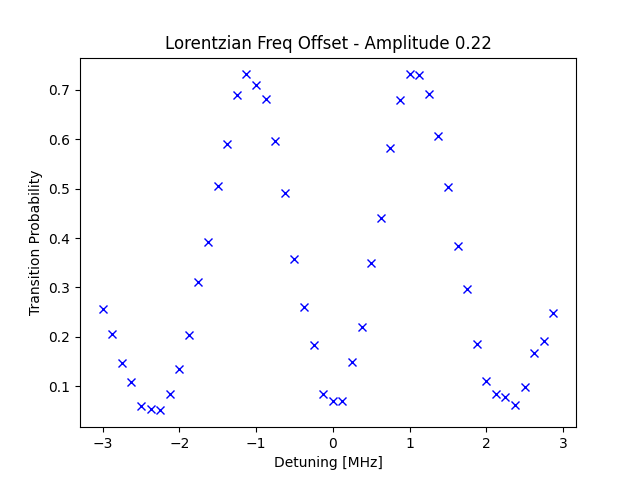 Lorentzian Freq Offset - Amplitude 0.22
Transition Probability
0.7
0.6
0.5
0.4
0.3
0.2
0.1
−3 −2 −1 0 1 2 3
Detuning [MHz]